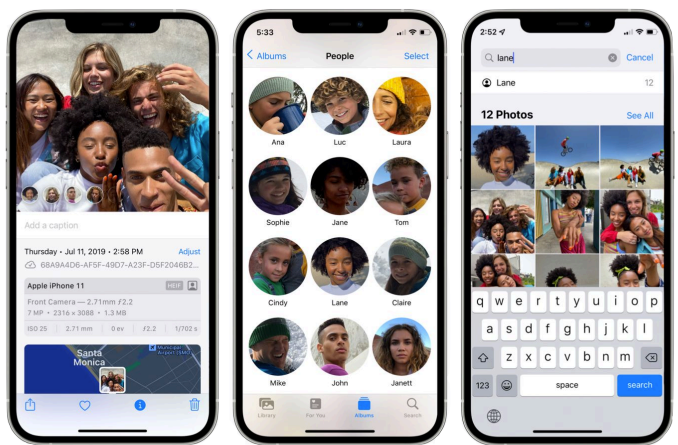 Add a caption
Thursday • Jul 11, 2019 • 2:58 PM
Adjust
68A9A4D6-AF5F-49D7-A23F-D5F2046B2...
Apple iPhone 11
HEIF
Front Camera — 2.71 mm ƒ2.2
7 MP • 2316 x 3088 • 1.3 MB
ISO 25
2.71 mm
0 ev
ƒ2.2
1/702 s
Santa
Monica
Municipal
Airport (SMO)
5:33
Albums
People
Select
Ana
Luc
Laura
Sophie
Jane
Tom
Cindy
Lane
Claire
Mike
John
Janett
Library
For You
Albums
Search
2:52
lane
Cancel
Lane
12
12 Photos
See All
q w e r t y u i o p
a s d f g h j k l
z x c v b n m
123
space
search